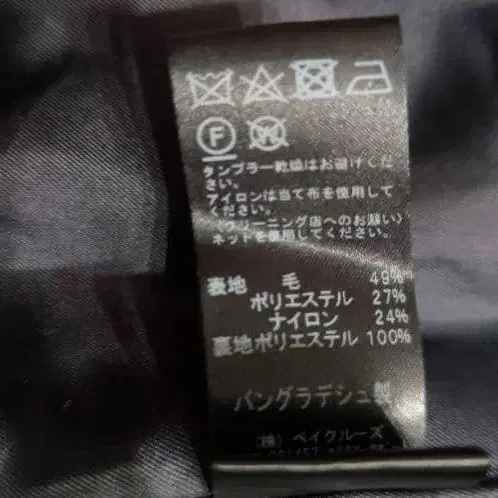 F W
タンブラー乾燥はお避けくだ
さい。
アイロンは当て布を使用して
ください。
〈クリーニング店へのお願い〉
ネットを使用してください。
表地 毛 49%
ポリエステル 27%
ナイロン 24%
裏地ポリエステル 100%
バングラデシュ製
(株) ベイクルーズ